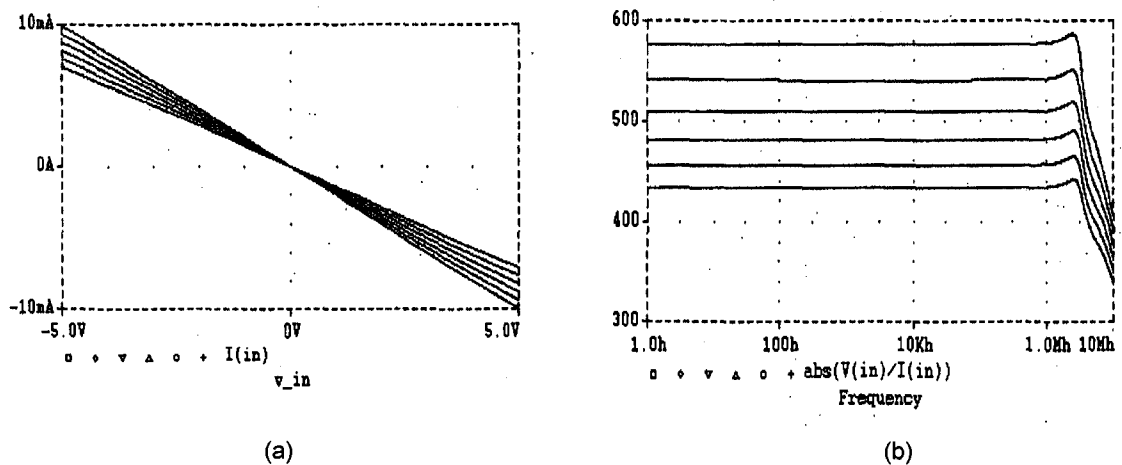 10mA
0A
-10mA
-5.0V 0V 5.0V
I(in)
v_in
(a)
600
500
400
300
1.0h 100h 10Kh 1.0Mh 10Mh
abs(V(in)/I(in))
Frequency
(b)